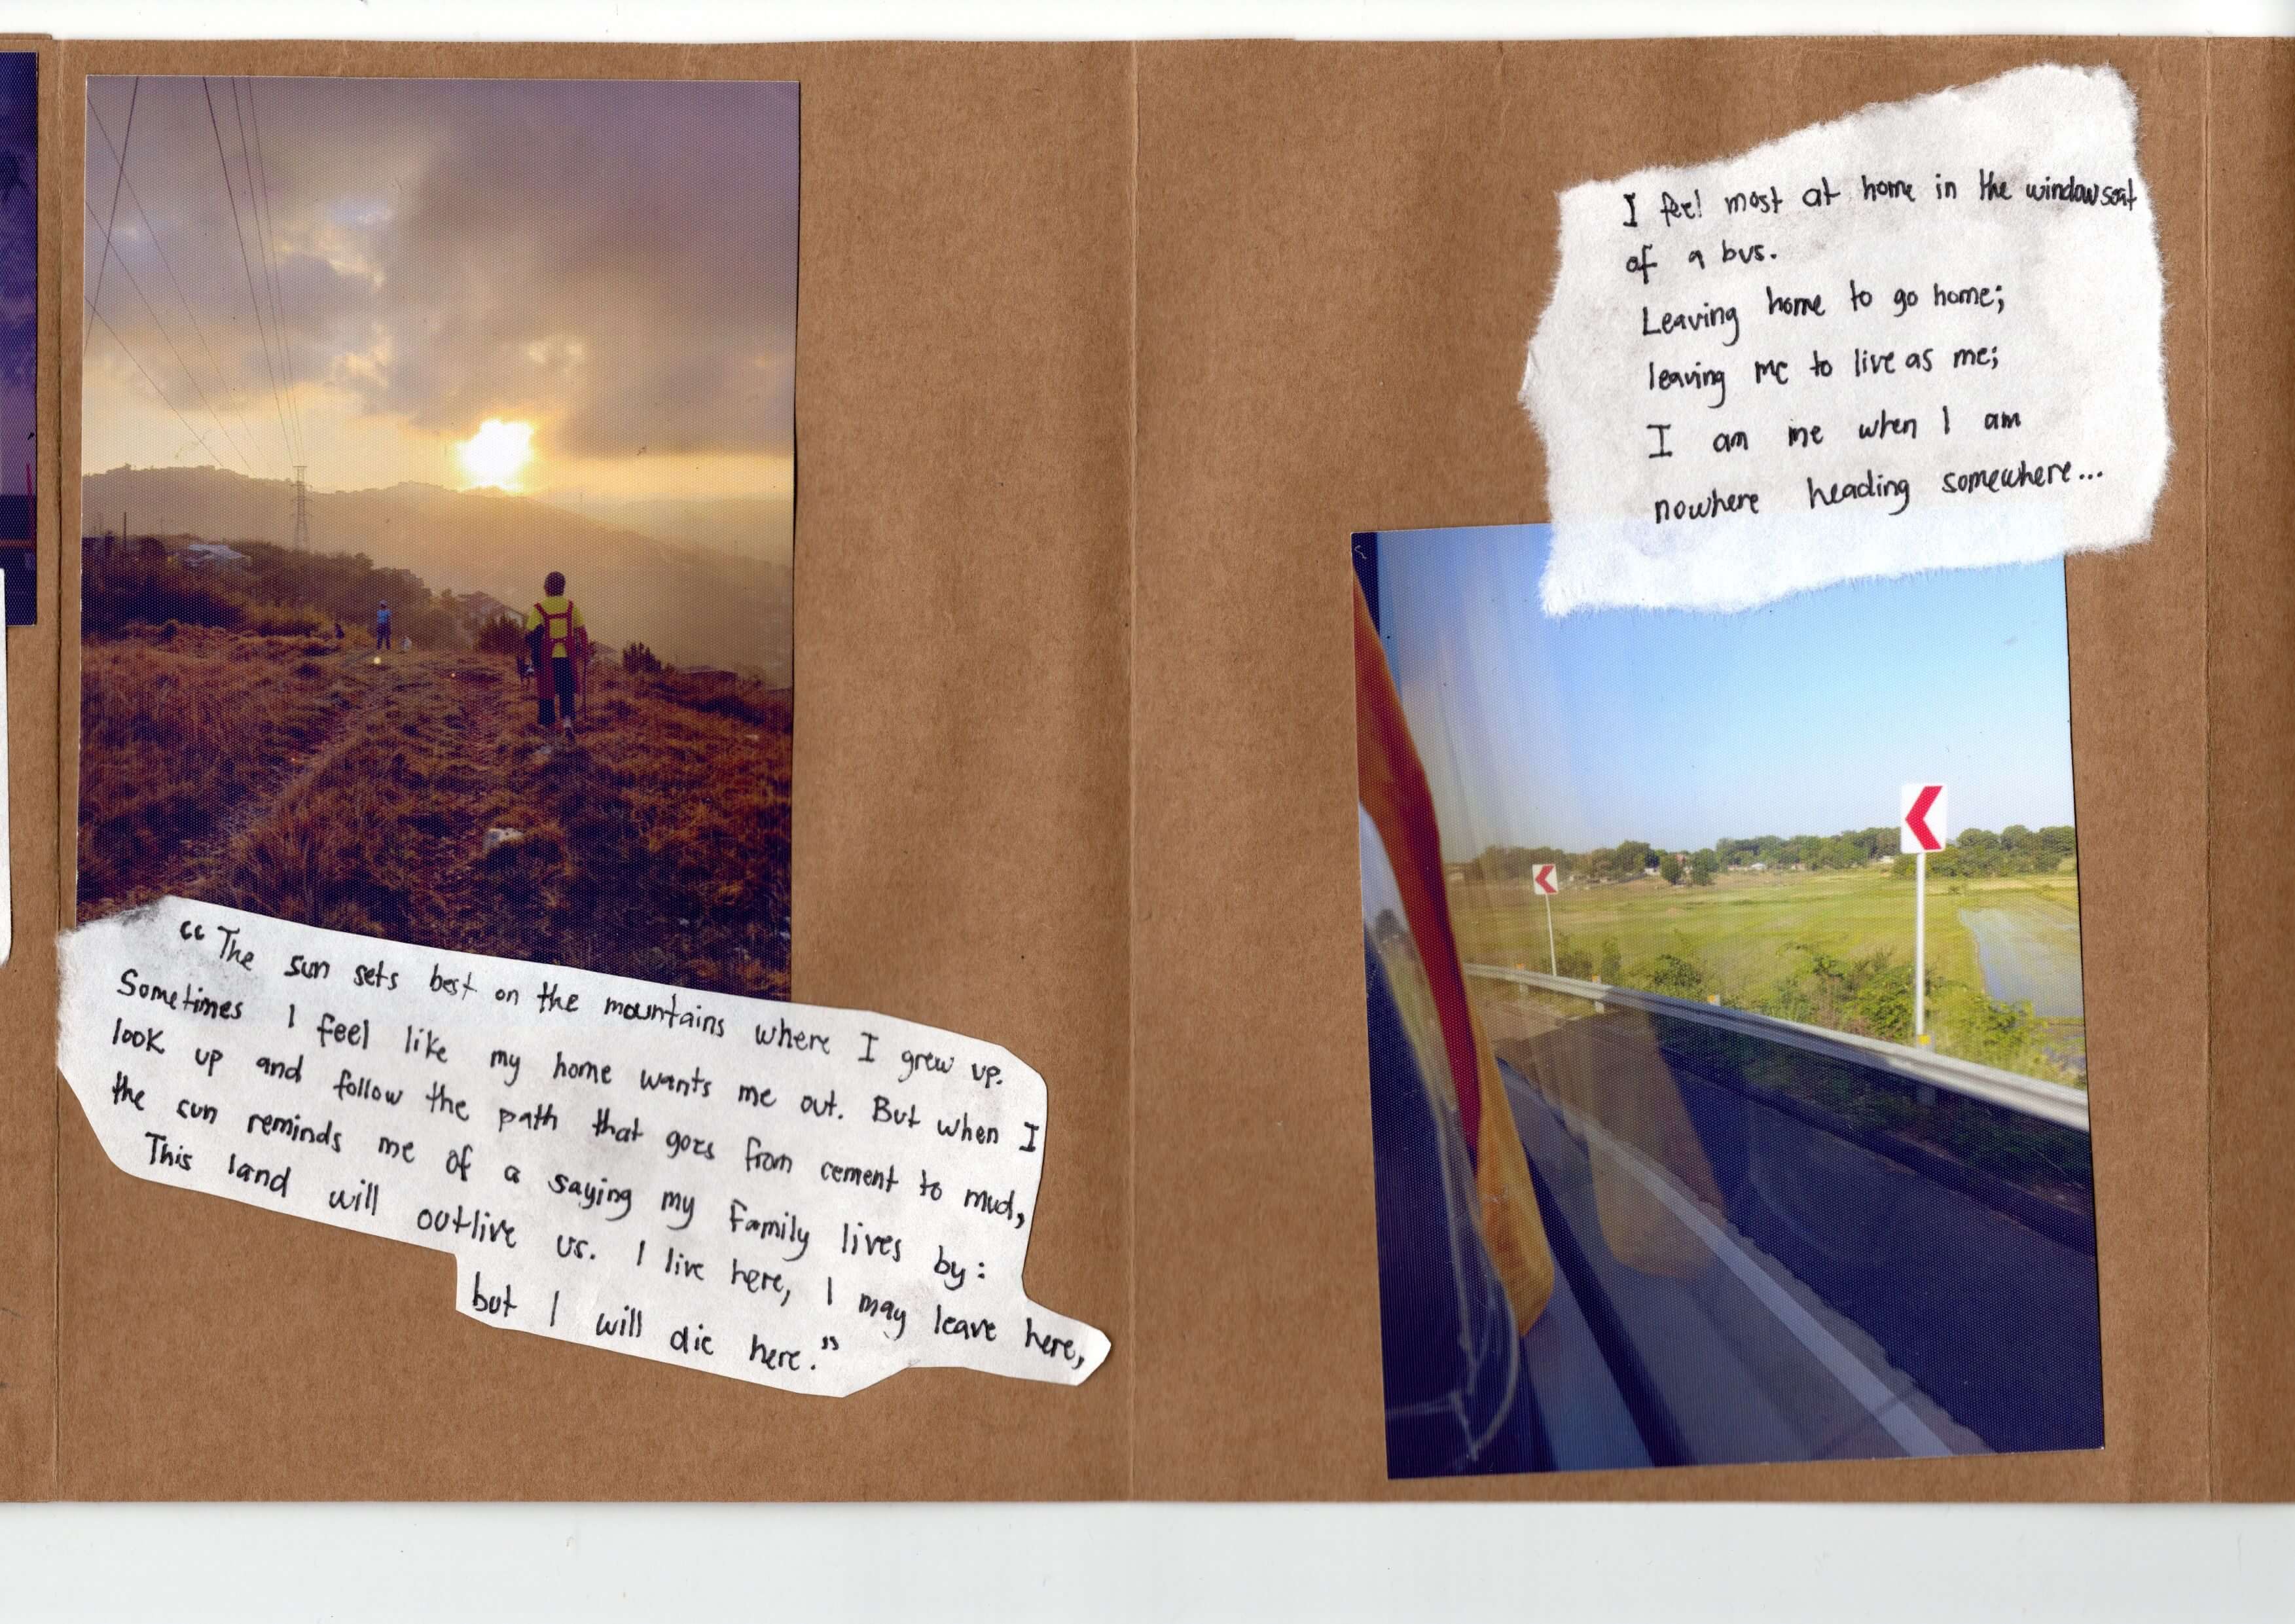 “The sun sets best on the mountains where I grew up.
Sometimes I feel like my home wants me out. But when I
look up and follow the path that goes from cement to mud,
the sun reminds me of a saying my family lives by:
This land will outlive us. I live here, I may leave here,
but I will die here.”
I feel most at home in the windowseat
of a bus.
Leaving home to go home;
leaving me to live as me;
I am me when I am
nowhere heading somewhere...